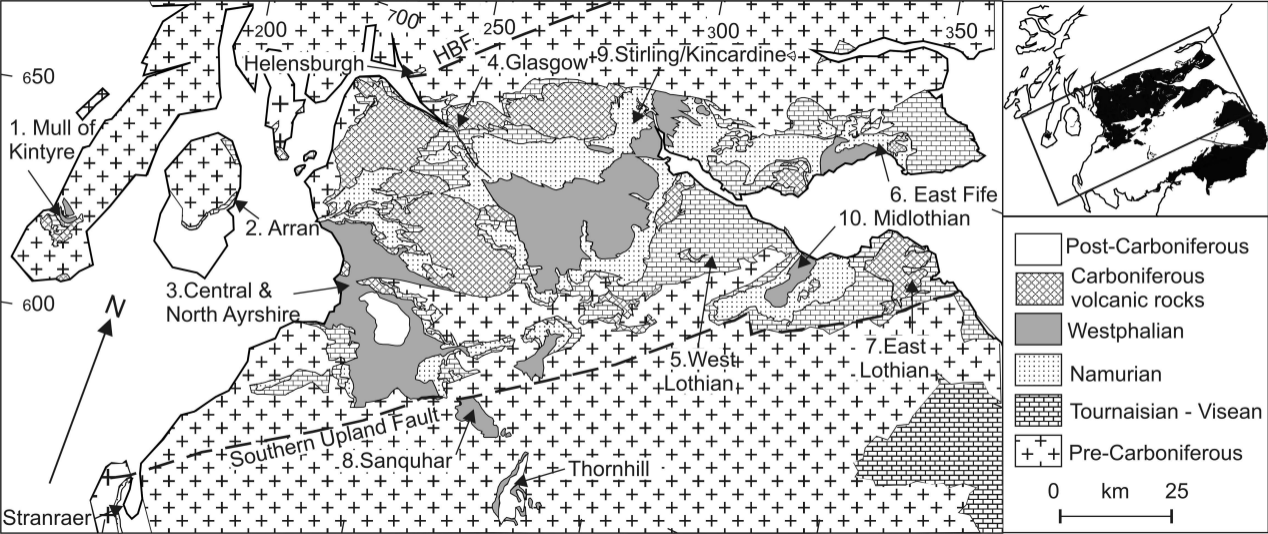 200
700
250
300
350
HBF
Helensburgh
4.Glasgow
9.Stirling/Kincardine
650
1. Mull of
Kintyre
2. Arran
6. East Fife
10. Midlothian
3.Central &
North Ayrshire
600
N
5.West
Lothian
7.East
Lothian
Southern Upland Fault
8.Sanquhar
Thornhill
Stranraer
Post-Carboniferous
Carboniferous
volcanic rocks
Westphalian
Namurian
Tournaisian - Visean
Pre-Carboniferous
0 km 25